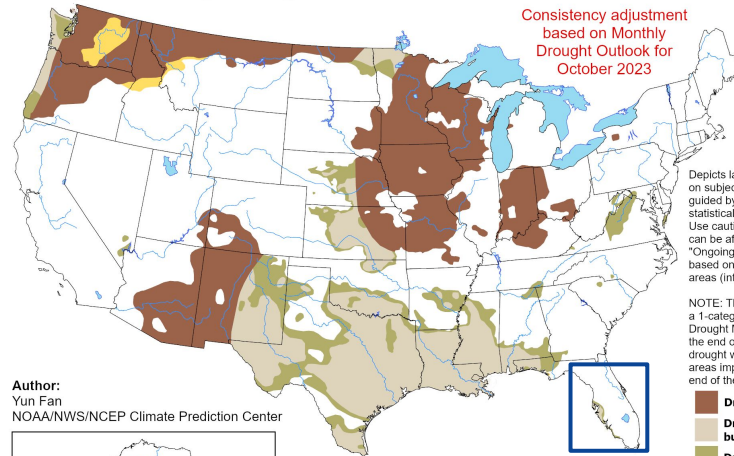 Consistency adjustment
based on Monthly
Drought Outlook for
October 2023
Depicts la
on subjec
guided by
statistical
Use cauti
can be af
"Ongoing
based on
areas (int
NOTE: Th
a 1-categ
Drought M
the end o
drought w
areas imp
end of the
Author:
Yun Fan
NOAA/NWS/NCEP Climate Prediction Center
Dr
Dr
bu